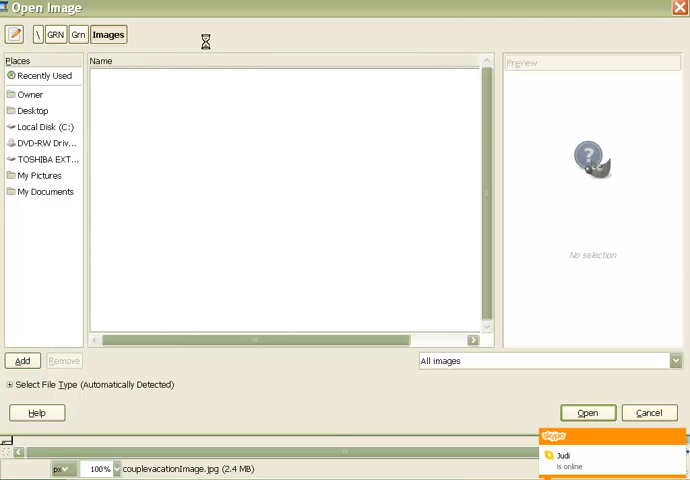 Open Image
\ GRN Grn Images
Places
Recently Used
Owner
Desktop
Local Disk (C:)
DVD-RW Driv...
TOSHIBA EXT...
My Pictures
My Documents
Name
Preview
?
No selection
Add Remove
All images
Select File Type (Automatically Detected)
Help
Open Cancel
px 100% couplevacationImage.jpg (2.4 MB)
skype
Judi
is online